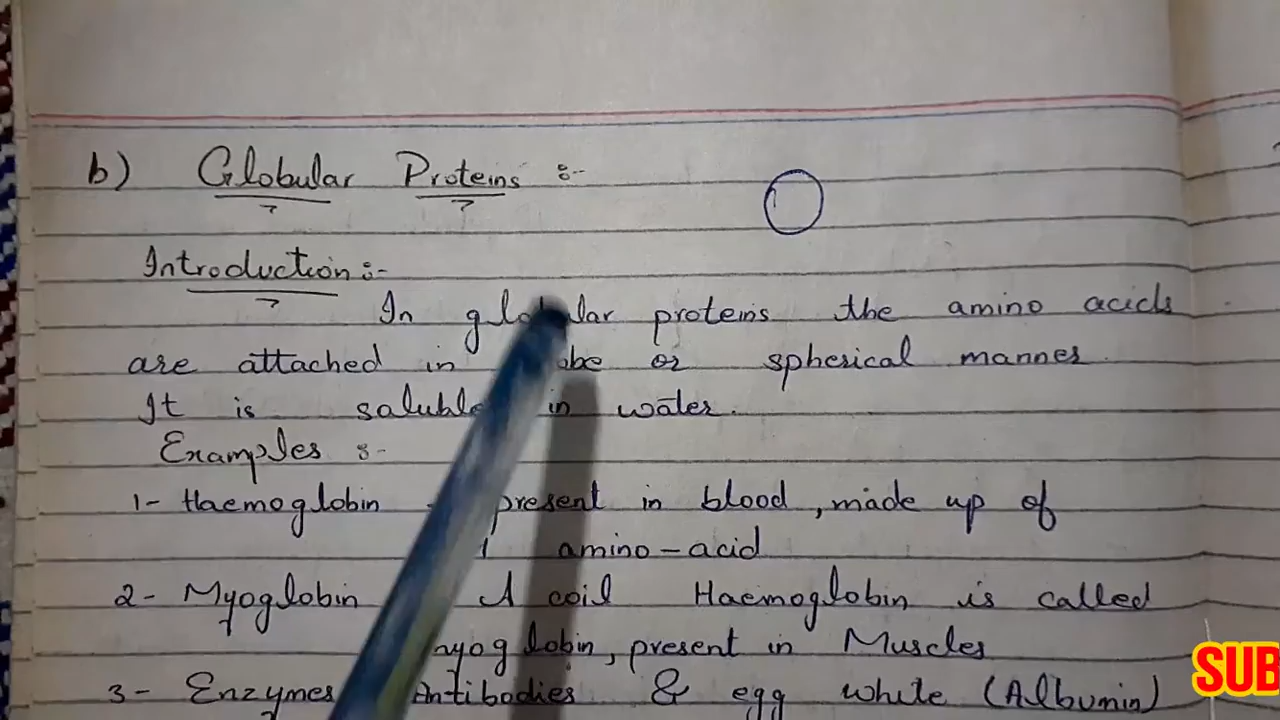 b) Globular Proteins :-
Introduction :-
In globular proteins the amino acids
are attached in or spherical manner.
It is saluble in water.
Examples :-
1- Haemoglobin - present in blood, made up of
amino-acid
2- Myoglobin A coil Haemoglobin is called
present in Muscles
3- Enzymes Antibodies & egg white (Albumin)
SUB